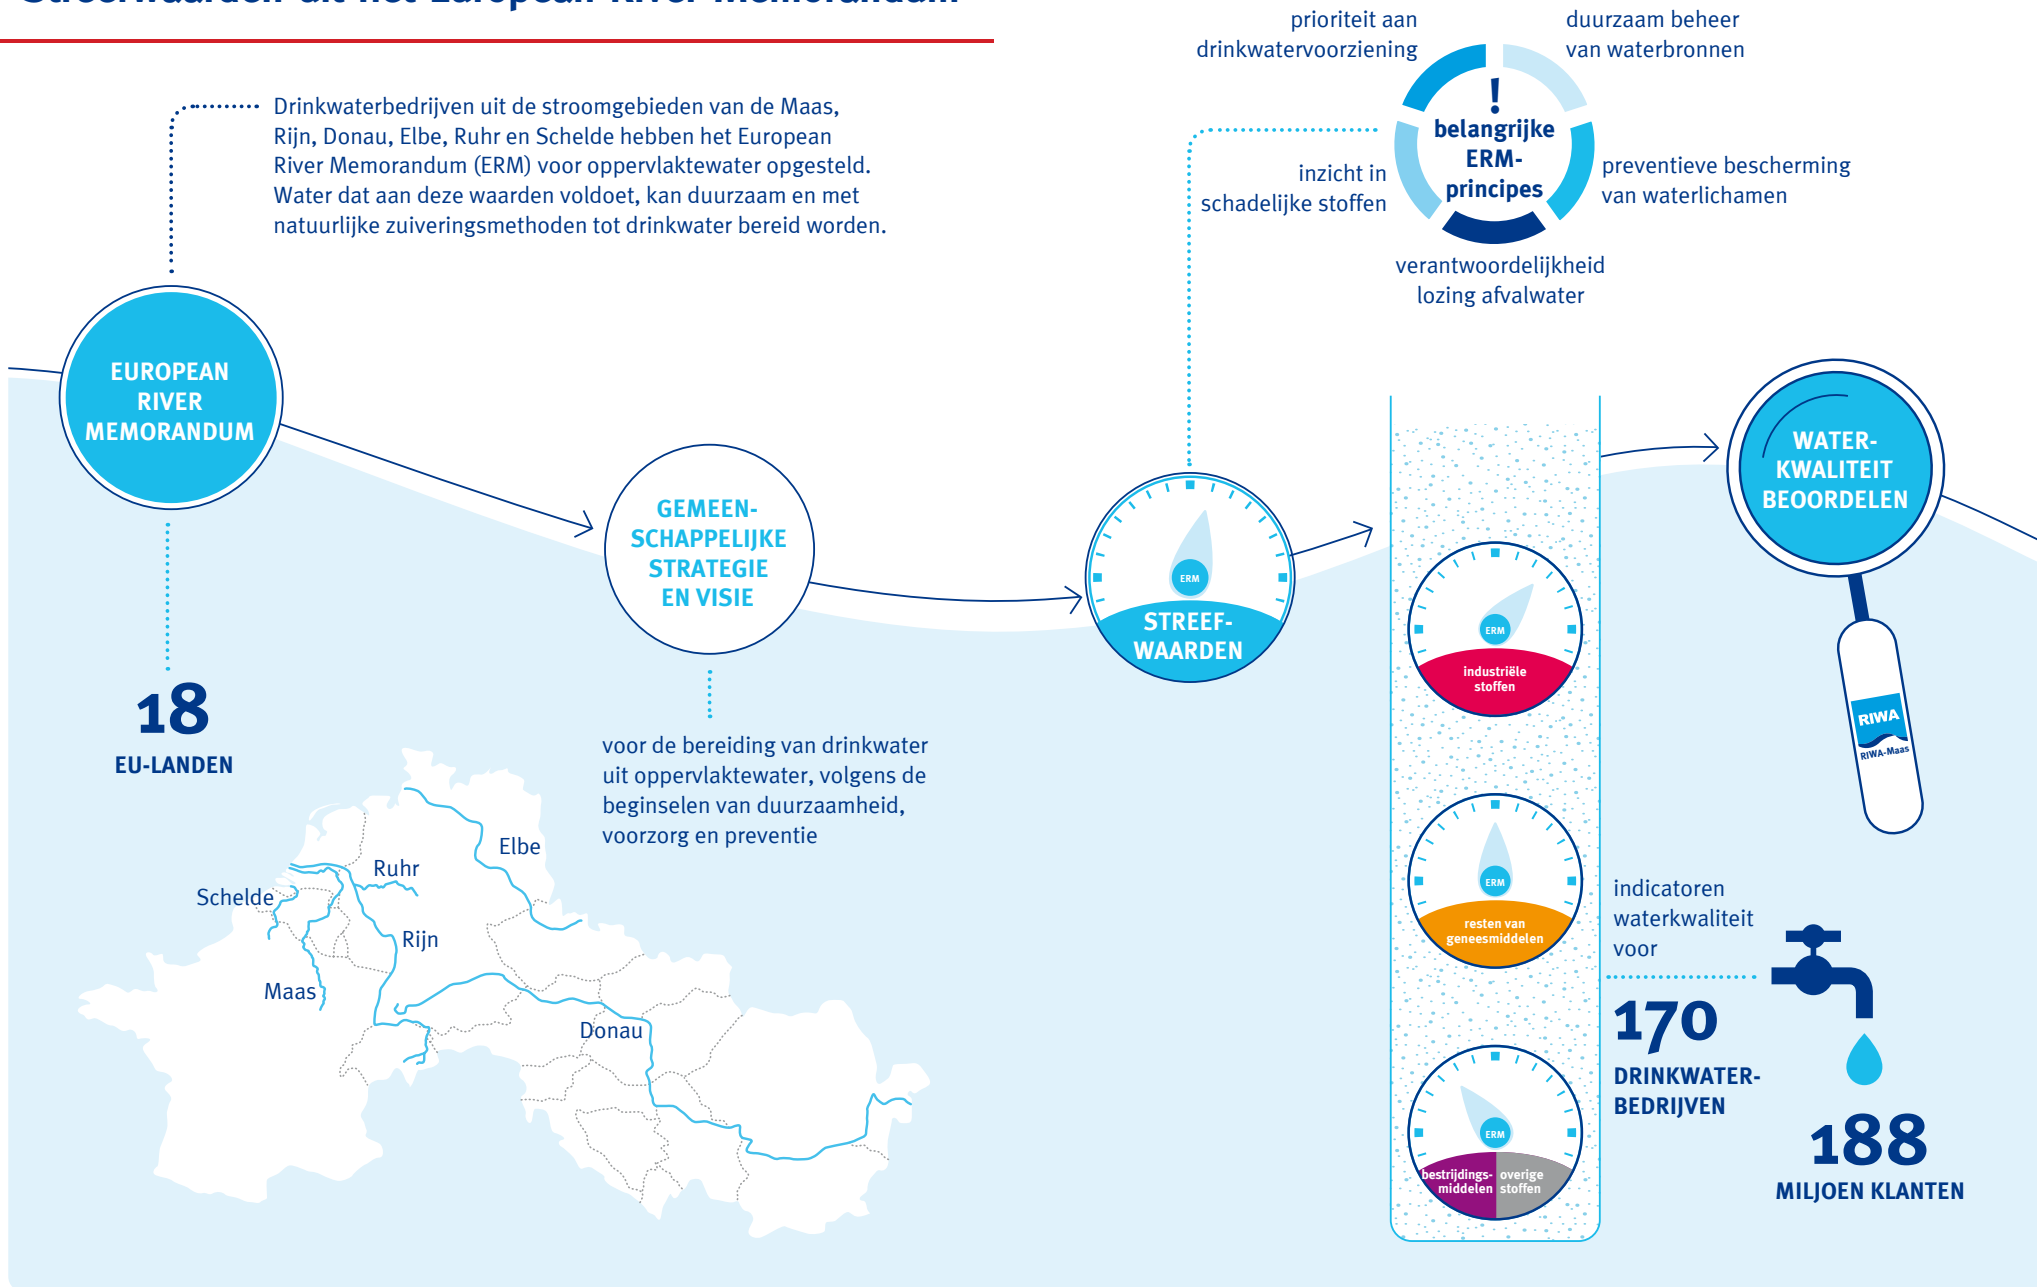 Streefwaarden uit het European River Memorandum
Drinkwaterbedrijven uit de stroomgebieden van de Maas,
Rijn, Donau, Elbe, Ruhr en Schelde hebben het European
River Memorandum (ERM) voor oppervlaktewater opgesteld.
Water dat aan deze waarden voldoet, kan duurzaam en met
natuurlijke zuiveringsmethoden tot drinkwater bereid worden.
prioriteit aan
drinkwatervoorziening
duurzaam beheer
van waterbronnen
!
belangrijke
ERM-
principes
inzicht in
schadelijke stoffen
preventieve bescherming
van waterlichamen
verantwoordelijkheid
lozing afvalwater
EUROPEAN
RIVER
MEMORANDUM
18
EU-LANDEN
GEMEEN-
SCHAPPELIJKE
STRATEGIE
EN VISIE
voor de bereiding van drinkwater
uit oppervlaktewater, volgens de
beginselen van duurzaamheid,
voorzorg en preventie
Elbe
Ruhr
Schelde
Rijn
Maas
Donau
ERM
STREEF-
WAARDEN
ERM
industriële
stoffen
ERM
resten van
geneesmiddelen
ERM
bestrijdings-
middelen
overige
stoffen
WATER-
KWALITEIT
BEOORDELEN
RIWA
RIWA-Maas
indicatoren
waterkwaliteit
voor
170
DRINKWATER-
BEDRIJVEN
188
MILJOEN KLANTEN